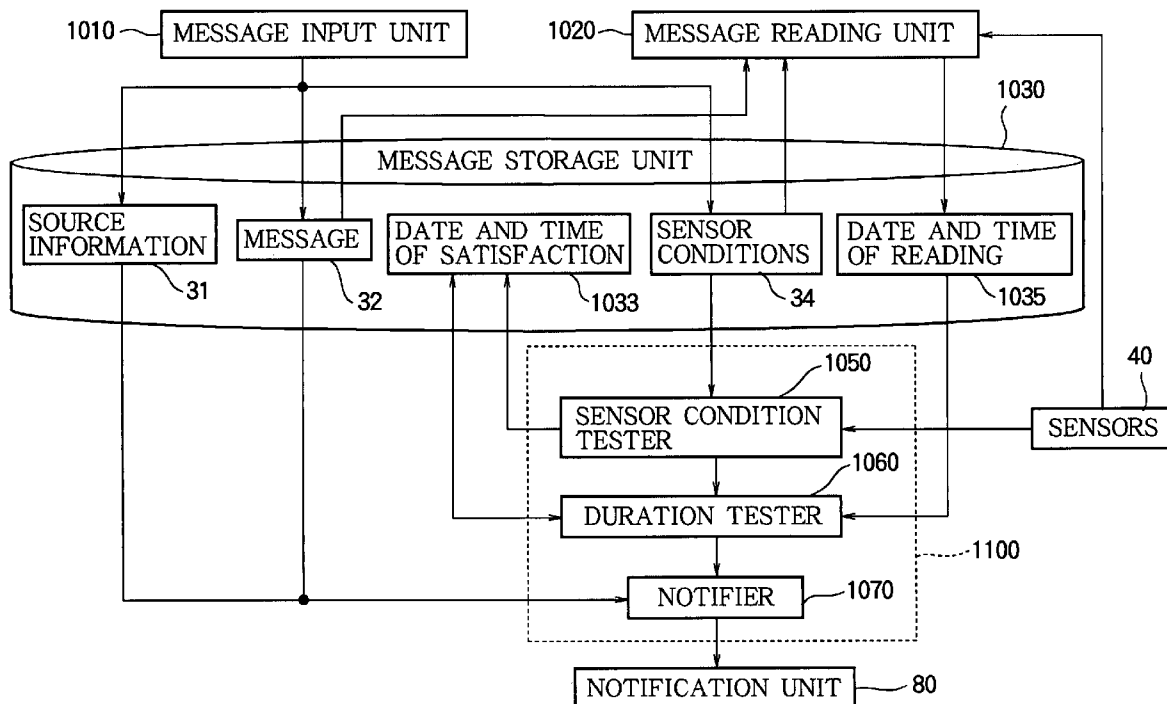 1010
MESSAGE INPUT UNIT
1020
MESSAGE READING UNIT
1030
MESSAGE STORAGE UNIT
SOURCE
INFORMATION
31
MESSAGE
32
DATE AND TIME
OF SATISFACTION
1033
SENSOR
CONDITIONS
34
DATE AND TIME
OF READING
1035
1050
SENSOR CONDITION
TESTER
40
SENSORS
1060
DURATION TESTER
1100
NOTIFIER
1070
NOTIFICATION UNIT
80